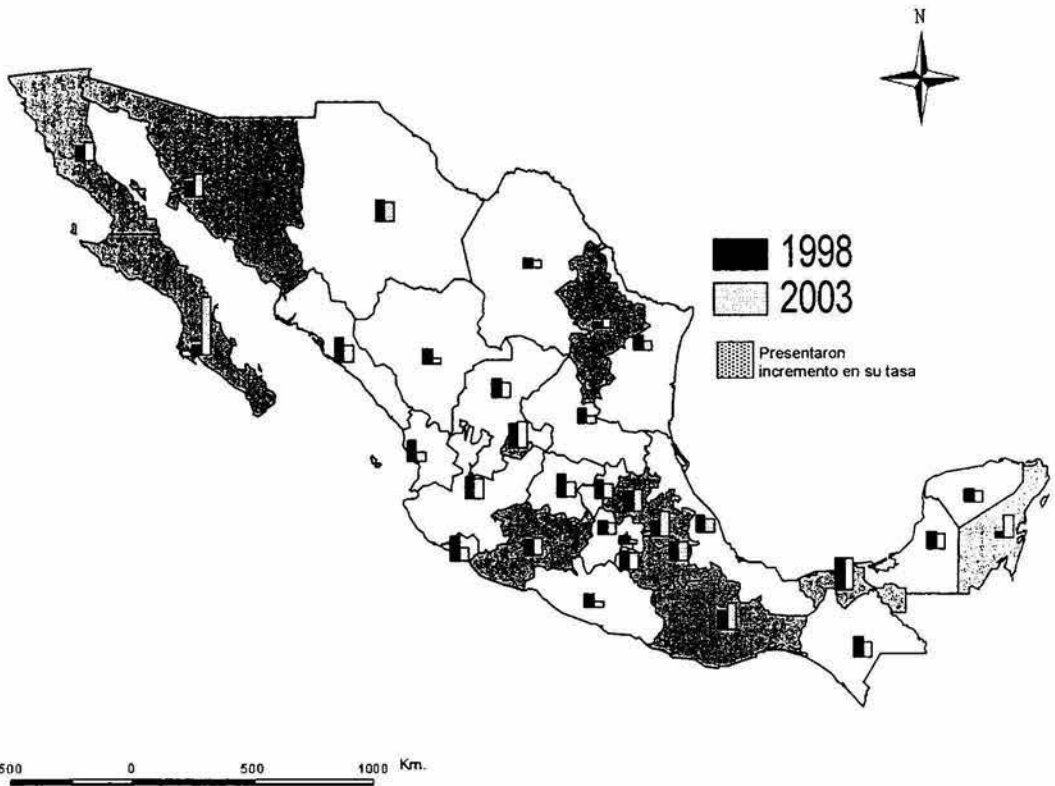 N
1998
2003
Presentaron
incremento en su tasa
500 0 500 1000 Km.